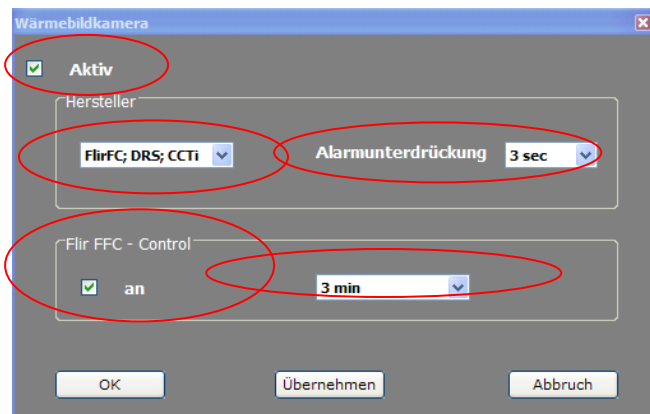 Wärmebildkamera
Aktiv
Hersteller
FlirFC; DRS; CCTi
Alarmunterdrückung
3 sec
Flir FFC - Control
an
3 min
OK
Übernehmen
Abbruch